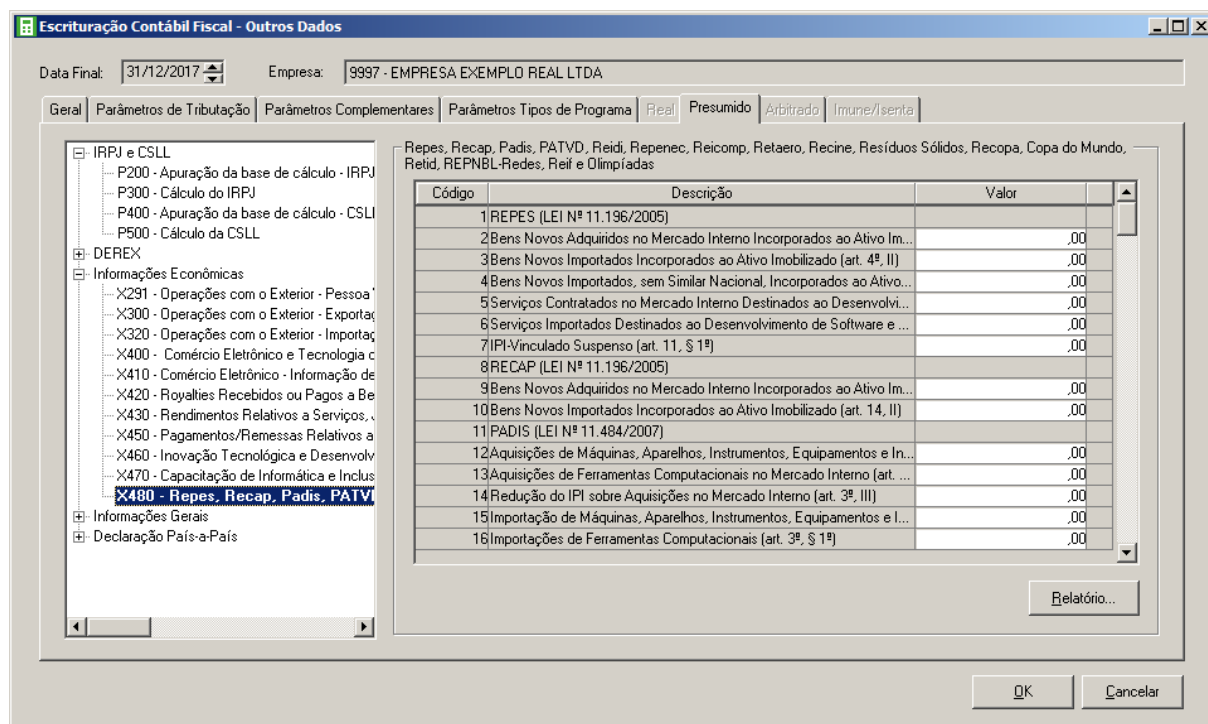 Escrituração Contábil Fiscal - Outros Dados
Data Final: 31/12/2017 Empresa: 9997 - EMPRESA EXEMPLO REAL LTDA
Geral Parâmetros de Tributação Parâmetros Complementares Parâmetros Tipos de Programa Real Presumido Arbitrado Imune/Isenta
IRPJ e CSLL
P200 - Apuração da base de cálculo - IRPJ
P300 - Cálculo do IRPJ
P400 - Apuração da base de cálculo - CSLL
P500 - Cálculo da CSLL
DEREX
Informações Econômicas
X291 - Operações com o Exterior - Pessoa
X300 - Operações com o Exterior - Exportaç
X320 - Operações com o Exterior - Importaç
X400 - Comércio Eletrônico e Tecnologia
X410 - Comércio Eletrônico - Informação de
X420 - Royalties Recebidos ou Pagos a Be
X430 - Rendimentos Relativos a Serviços,
X450 - Pagamentos/Remessas Relativos a
X460 - Inovação Tecnológica e Desenvolv
X470 - Capacitação de Informática e Inclus
X480 - Repes, Recap, Padis, PATV
Informações Gerais
Declaração País-a-País
Repes, Recap, Padis, PATVD, Reidi, Repenec, Reicomp, Retaero, Recine, Resíduos Sólidos, Recopa, Copa do Mundo,
Retid, REPNBL-Redes, Reif e Olimpíadas
Código Descrição Valor
1 REPES (LEI Nº 11.196/2005)
2 Bens Novos Adquiridos no Mercado Interno Incorporados ao Ativo Im... ,00
3 Bens Novos Importados Incorporados ao Ativo Imobilizado (art. 4º, II) ,00
4 Bens Novos Importados, sem Similar Nacional, Incorporados ao Ativo... ,00
5 Serviços Contratados no Mercado Interno Destinados ao Desenvolvi... ,00
6 Serviços Importados Destinados ao Desenvolvimento de Software e ... ,00
7 IPI-Vinculado Suspenso (art. 11, § 1º) ,00
8 RECAP (LEI Nº 11.196/2005)
9 Bens Novos Adquiridos no Mercado Interno Incorporados ao Ativo Im... ,00
10 Bens Novos Importados Incorporados ao Ativo Imobilizado (art. 14, II) ,00
11 PADIS (LEI Nº 11.484/2007)
12 Aquisições de Máquinas, Aparelhos, Instrumentos, Equipamentos e In... ,00
13 Aquisições de Ferramentas Computacionais no Mercado Interno (art. ... ,00
14 Redução do IPI sobre Aquisições no Mercado Interno (art. 3º, III) ,00
15 Importação de Máquinas, Aparelhos, Instrumentos, Equipamentos e I... ,00
16 Importações de Ferramentas Computacionais (art. 3º, § 1º) ,00
Relatório...
OK Cancelar